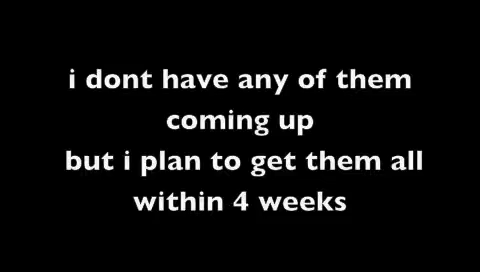 i dont have any of them
coming up
but i plan to get them all
within 4 weeks